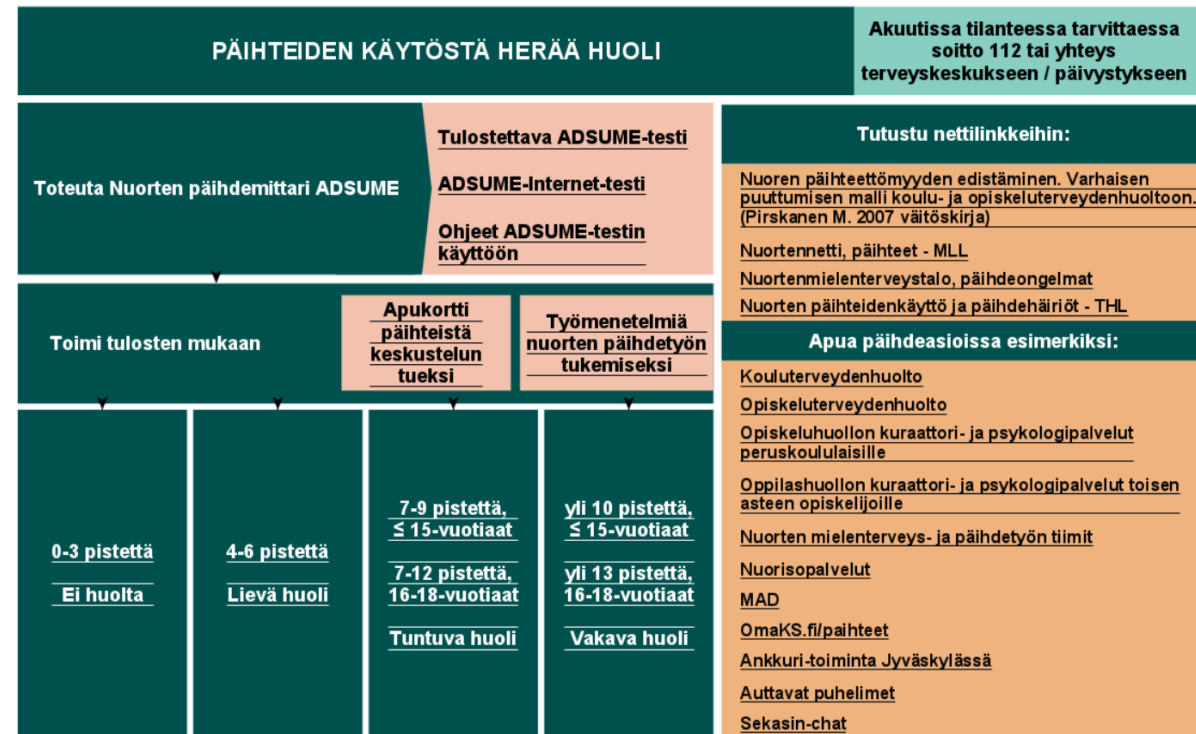 PÄIHTEIDEN KÄYTÖSTÄ HERÄÄ HUOLI
Akuutissa tilanteessa tarvittaessa
soitto 112 tai yhteys
terveyskeskukseen / päivystykseen
Toteuta Nuorten päihdemittari ADSUME
Tulostettava ADSUME-testi
ADSUME-Internet-testi
Ohjeet ADSUME-testin
käyttöön
Toimi tulosten mukaan
Apukortti
päihteistä
keskustelun
tueksi
Työmenetelmiä
nuorten päihdetyön
tukemiseksi
0-3 pistettä
Ei huolta
4-6 pistettä
Lievä huoli
7-9 pistettä,
≤ 15-vuotiaat
7-12 pistettä,
16-18-vuotiaat
Tuntuva huoli
yli 10 pistettä,
≤ 15-vuotiaat
yli 13 pistettä,
16-18-vuotiaat
Vakava huoli
Tutustu nettilinkkeihin:
Nuoren päihteettömyyden edistäminen. Varhaisen
puuttumisen malli koulu- ja opiskeluterveydenhuoltoon.
(Pirskanen M. 2007 väitöskirja)
Nuortennetti, päihteet - MLL
Nuortenmielenterveystalo, päihdeongelmat
Nuorten päihteidenkäyttö ja päihdehäiriöt - THL
Apua päihdeasioissa esimerkiksi:
Kouluterveydenhuolto
Opiskeluterveydenhuolto
Opiskeluhuollon kuraattori- ja psykologipalvelut
peruskoululaisille
Oppilashuollon kuraattori- ja psykologipalvelut toisen
asteen opiskelijoille
Nuorten mielenterveys- ja päihdetyön tiimit
Nuorisopalvelut
MAD
OmaKS.fi/paihteet
Ankkuri-toiminta Jyväskylässä
Auttavat puhelimet
Sekasin-chat